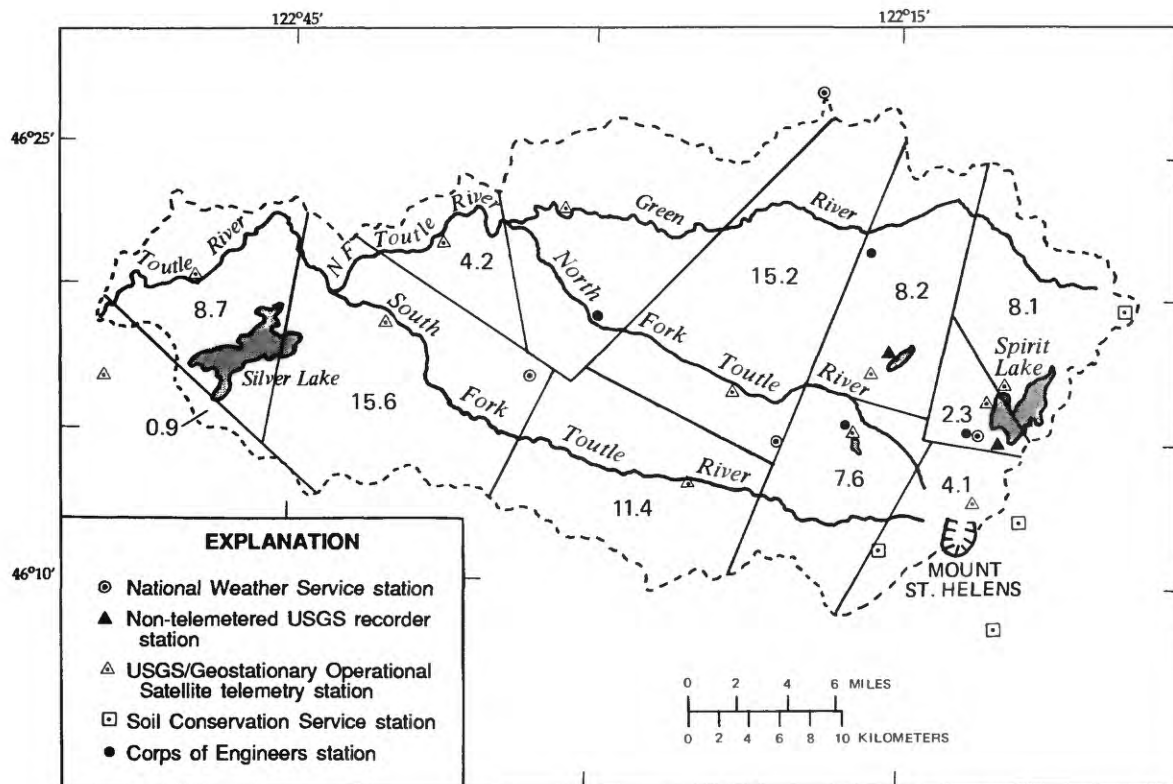 122°45'
122°15'
46°25'
Green River
Toutle River
N F Toutle River
4.2
15.2
8.2
8.1
8.7
North Fork Toutle River
Spirit Lake
Silver Lake
South Fork Toutle River
15.6
2.3
0.9
7.6
4.1
11.4
MOUNT
ST. HELENS
46°10'
EXPLANATION
National Weather Service station
Non-telemetered USGS recorder
station
USGS/Geostationary Operational
Satellite telemetry station
Soil Conservation Service station
Corps of Engineers station
0 2 4 6 MILES
0 2 4 6 8 10 KILOMETERS